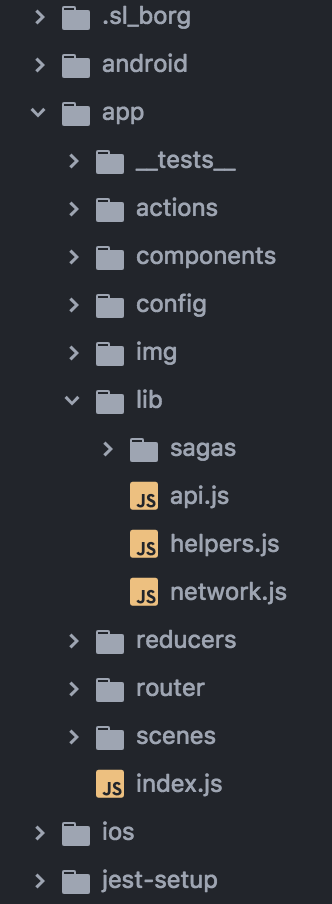 .sl_borg
android
app
__tests__
actions
components
config
img
lib
sagas
JS api.js
JS helpers.js
JS network.js
reducers
router
scenes
JS index.js
ios
jest-setup